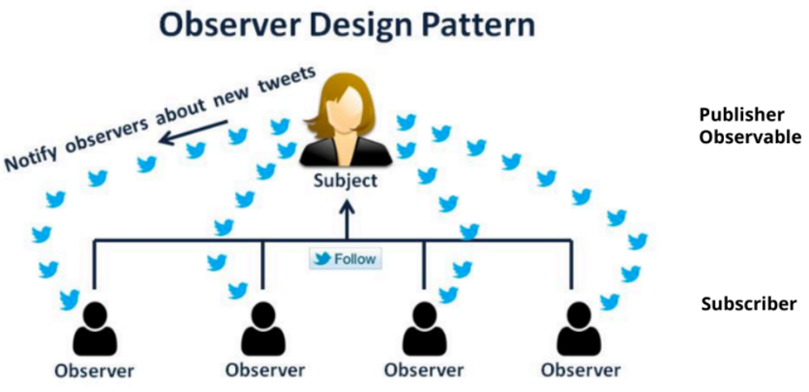 Observer Design Pattern
Notify observers about new tweets
Publisher
Observable
Subject
Follow
Subscriber
Observer
Observer
Observer
Observer